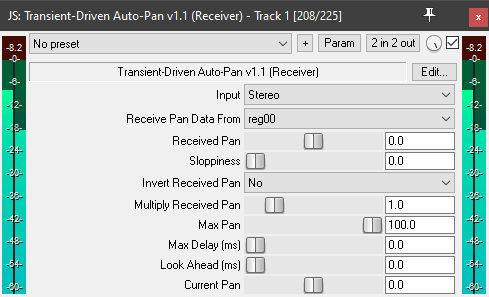 JS: Transient-Driven Auto-Pan v1.1 (Receiver) - Track 1 [208/225]
-8.2 No preset + Param 2 in 2 out -8.2
-0- Transient-Driven Auto-Pan v1.1 (Receiver) Edit... -0-
-6- Input Stereo -6-
-12- Receive Pan Data From reg00 -12-
-18- Received Pan 0.0 -18-
-24- Sloppiness 0.0 -24-
-30- Invert Received Pan No -30-
-36- Multiply Received Pan 1.0 -36-
-42- Max Pan 100.0 -42-
-48- Max Delay (ms) 0.0 -48-
-54- Look Ahead (ms) 0.0 -54-
-60- Current Pan 0.0 -60-